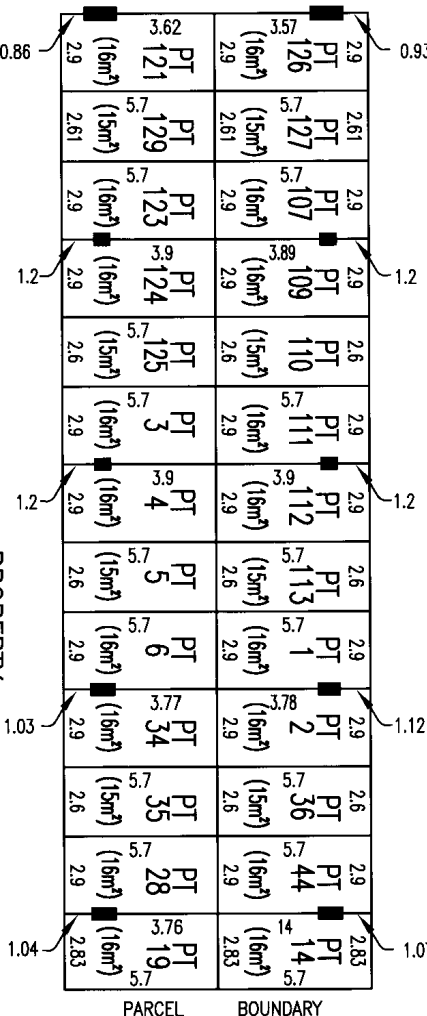 3.62 3.57
0.86 2.9 (16m²) PT 121 2.9 (16m²) PT 126 2.9 0.93
5.7 5.7
2.61 (15m²) PT 129 2.61 (15m²) PT 127 2.61
5.7 5.7
2.9 (16m²) PT 123 2.9 (16m²) PT 107 2.9
3.9 3.89
1.2 2.9 (16m²) PT 124 2.9 (16m²) PT 109 2.9 1.2
5.7
2.6 (15m²) PT 125 2.6 (15m²) PT 110 2.6
5.7 5.7
2.9 (16m²) PT 3 2.9 (16m²) PT 111 2.9
3.9 3.9
1.2 2.9 (16m²) PT 4 2.9 (16m²) PT 112 2.9 1.2
5.7 5.7
2.6 (15m²) PT 5 2.6 (15m²) PT 113 2.6
5.7 5.7
2.9 (16m²) PT 6 2.9 (16m²) PT 1 2.9
3.77 3.78
1.03 2.9 (16m²) PT 34 2.9 (16m²) PT 2 2.9 1.12
5.7 5.7
2.6 (15m²) PT 35 2.6 (15m²) PT 36 2.6
5.7 5.7
2.9 (16m²) PT 28 2.9 (16m²) PT 44 2.9
3.76 14
1.04 2.83 (16m²) PT 19 2.83 (16m²) PT 14 2.83
5.7 5.7
PARCEL BOUNDARY